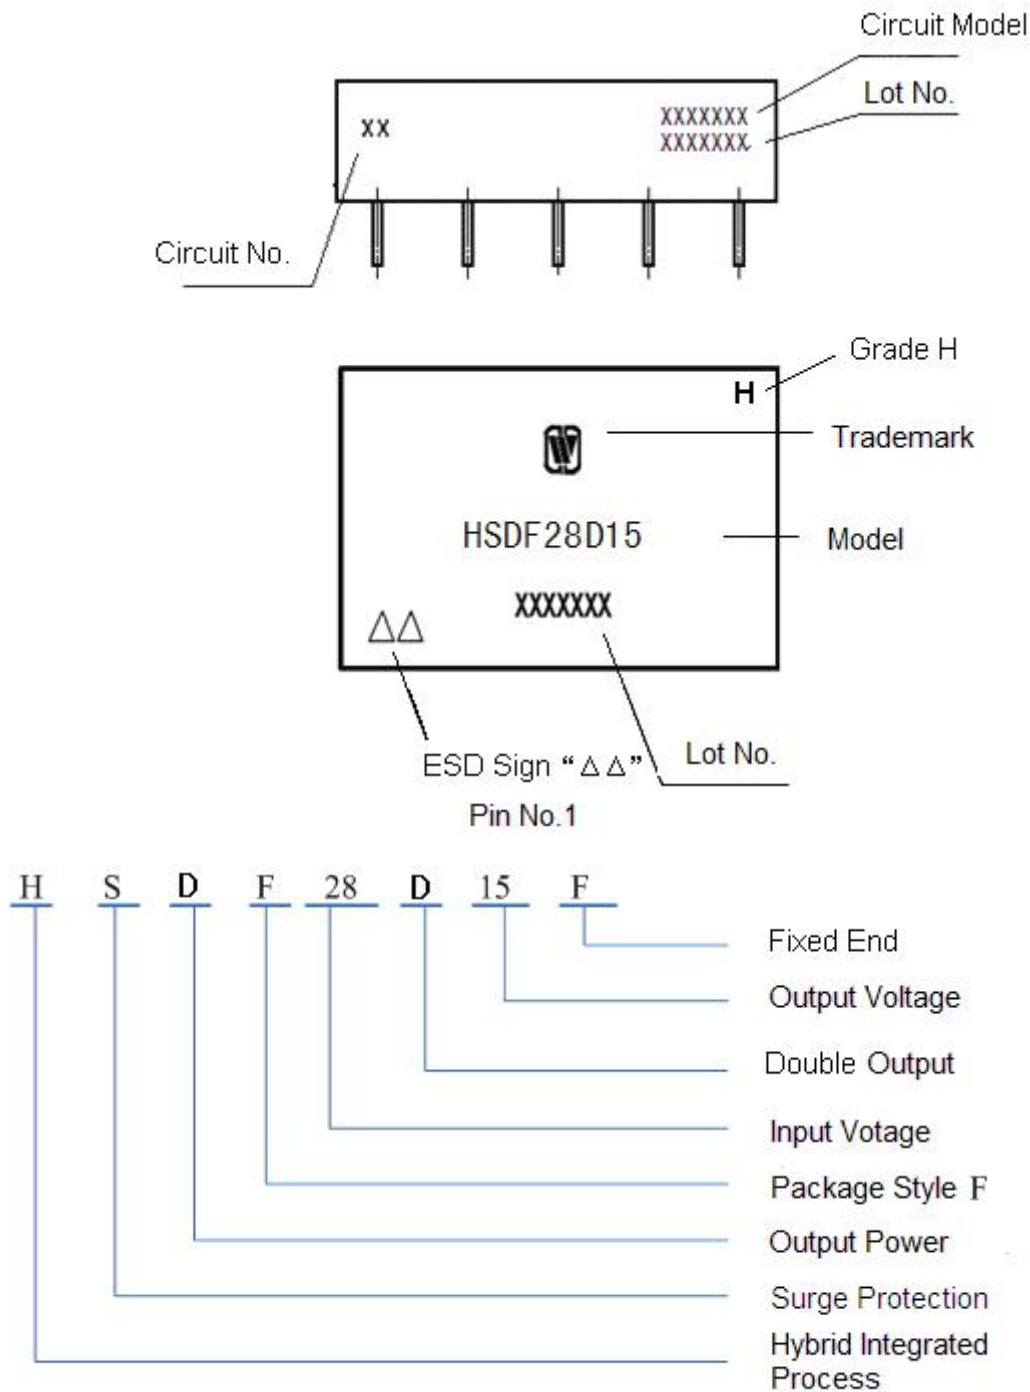 Circuit Model
Lot No.
XX
XXXXXXX
XXXXXXX
Circuit No.
Grade H
H
Trademark
W
HSDF28D15
Model
XXXXXXX
△△
ESD Sign “△△”
Lot No.
Pin No.1
H S D F 28 D 15 F
Fixed End
Output Voltage
Double Output
Input Votage
Package Style F
Output Power
Surge Protection
Hybrid Integrated
Process